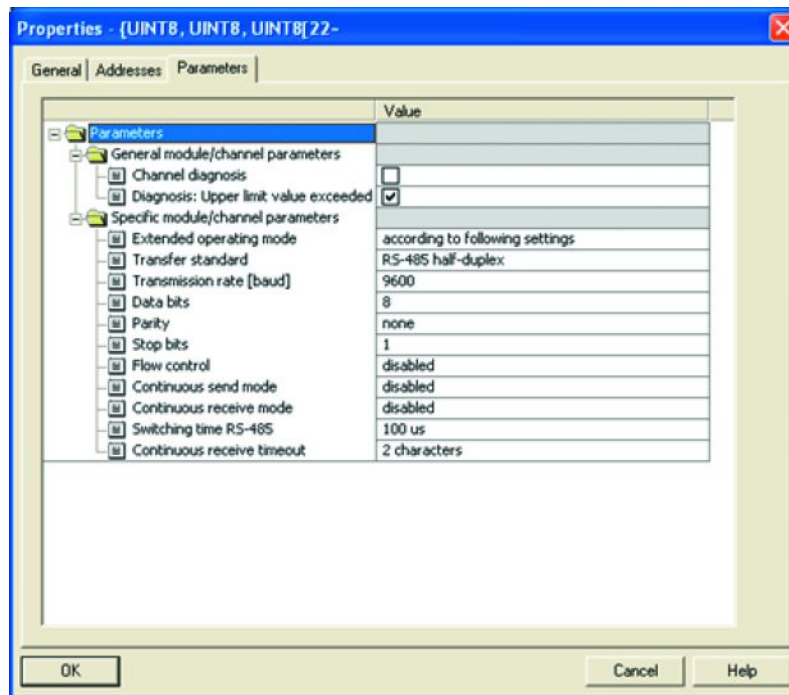 Properties - {UINT8, UINT8, UINT8[22~
General Addresses Parameters
Value
Parameters
General module/channel parameters
Channel diagnosis
Diagnosis: Upper limit value exceeded
Specific module/channel parameters
Extended operating mode according to following settings
Transfer standard RS-485 half-duplex
Transmission rate [baud] 9600
Data bits 8
Parity none
Stop bits 1
Flow control disabled
Continuous send mode disabled
Continuous receive mode disabled
Switching time RS-485 100 us
Continuous receive timeout 2 characters
OK Cancel Help